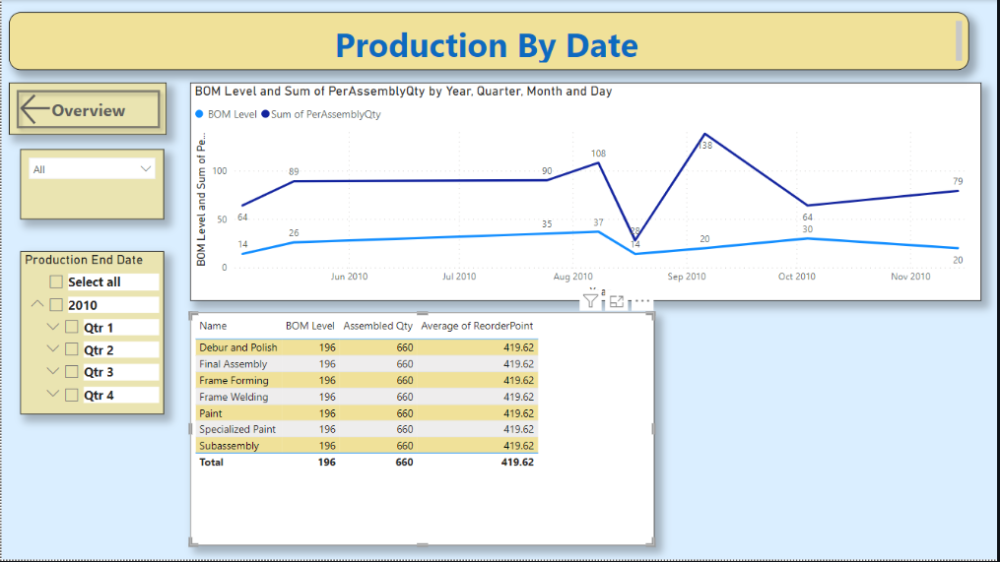 Production By Date
Overview
All
Production End Date
Select all
2010
Qtr 1
Qtr 2
Qtr 3
Qtr 4
BOM Level and Sum of PerAssemblyQty by Year, Quarter, Month and Day
BOM Level Sum of PerAssemblyQty
BOM Level and Sum of Pe...
100
50
0
64
89
90
108
138
64
79
14
26
35
37
14
20
30
20
Jun 2010 Jul 2010 Aug 2010 Sep 2010 Oct 2010 Nov 2010
Name BOM Level Assembled Qty Average of ReorderPoint
Debur and Polish 196 660 419.62
Final Assembly 196 660 419.62
Frame Forming 196 660 419.62
Frame Welding 196 660 419.62
Paint 196 660 419.62
Specialized Paint 196 660 419.62
Subassembly 196 660 419.62
Total 196 660 419.62